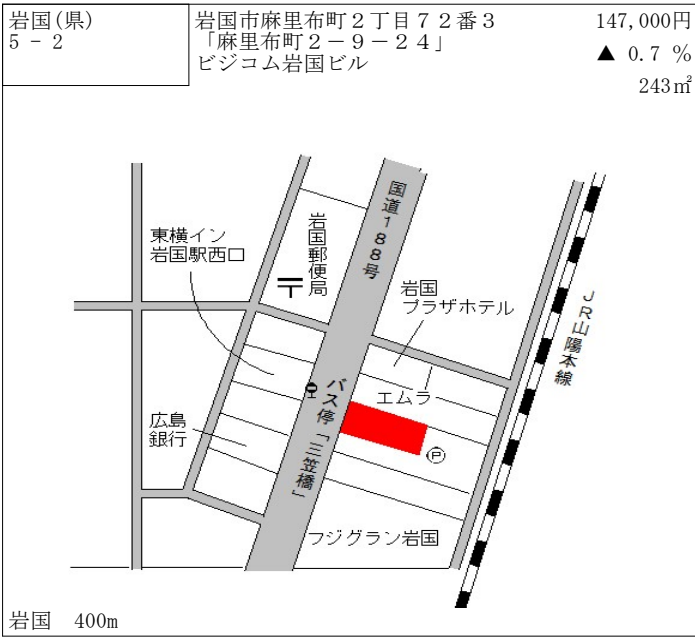 岩国(県)
5 - 2
岩国市麻里布町２丁目７２番３
「麻里布町２－９－２４」
ビジコム岩国ビル
147,000円
▲ 0.7 %
243㎡
国道１８８号
岩国郵便局
〒
東横イン
岩国駅西口
岩国
プラザホテル
ＪＲ山陽本線
エムラ
バス停「三笠橋」
広島
銀行
P
フジグラン岩国
岩国　400m